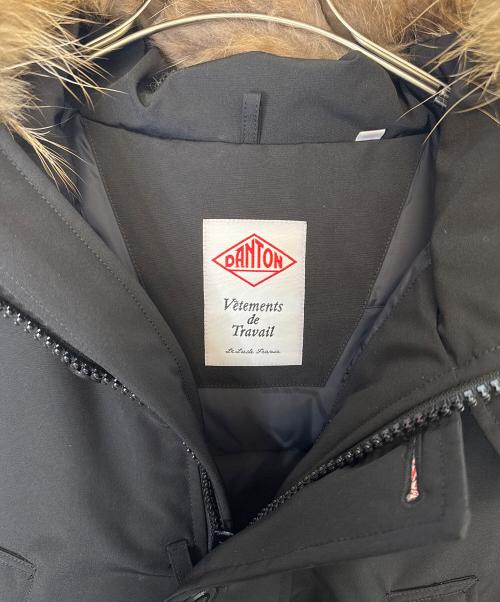 DANTON
Vêtements
de
Travail